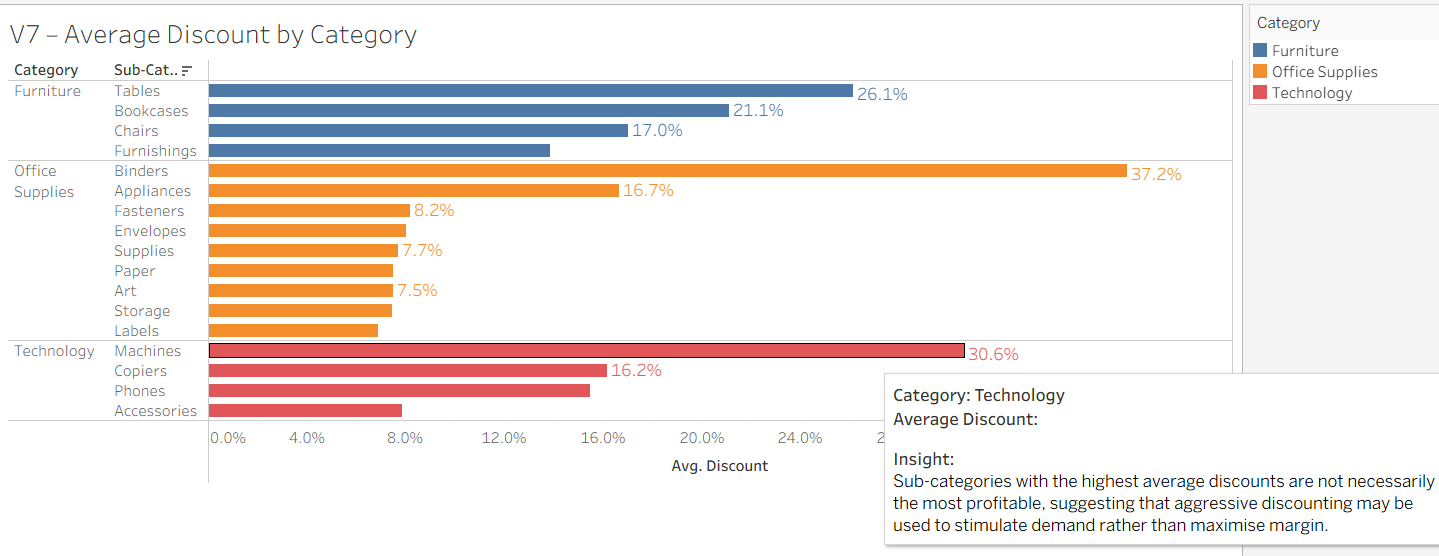 V7 – Average Discount by Category
Category Sub-Cat..
Furniture Tables 26.1%
Bookcases 21.1%
Chairs 17.0%
Furnishings
Office Supplies Binders 37.2%
Appliances 16.7%
Fasteners 8.2%
Envelopes
Supplies 7.7%
Paper
Art 7.5%
Storage
Labels
Technology Machines 30.6%
Copiers 16.2%
Phones
Accessories
0.0% 4.0% 8.0% 12.0% 16.0% 20.0% 24.0% 2
Avg. Discount
Category
Furniture
Office Supplies
Technology
Category: Technology
Average Discount:
Insight:
Sub-categories with the highest average discounts are not necessarily
the most profitable, suggesting that aggressive discounting may be
used to stimulate demand rather than maximise margin.